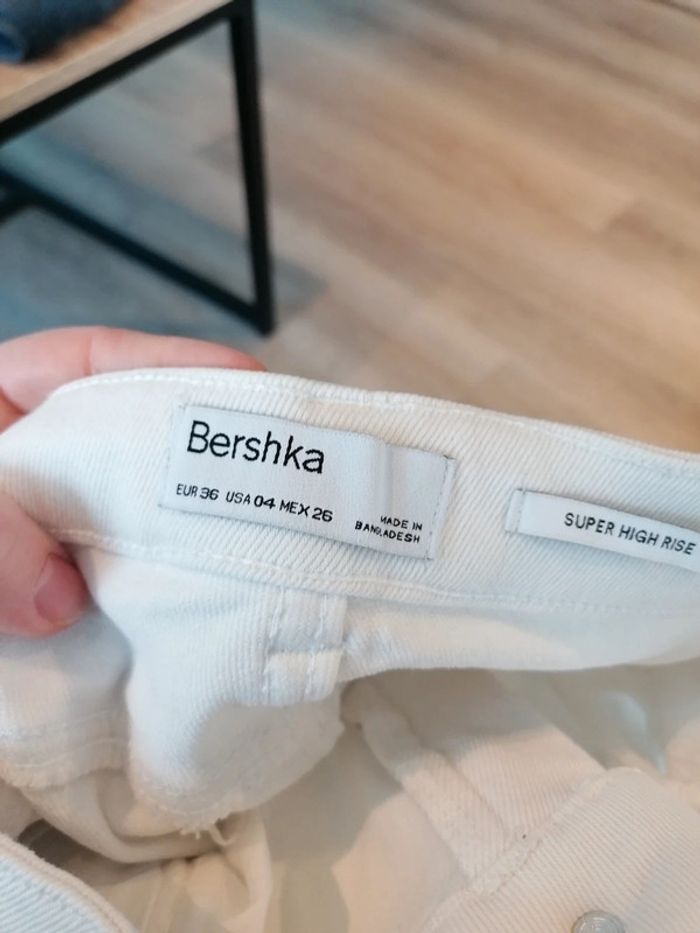 Bershka
EUR 36 USA 04 MEX 26
MADE IN
BANGLADESH
SUPER HIGH RISE